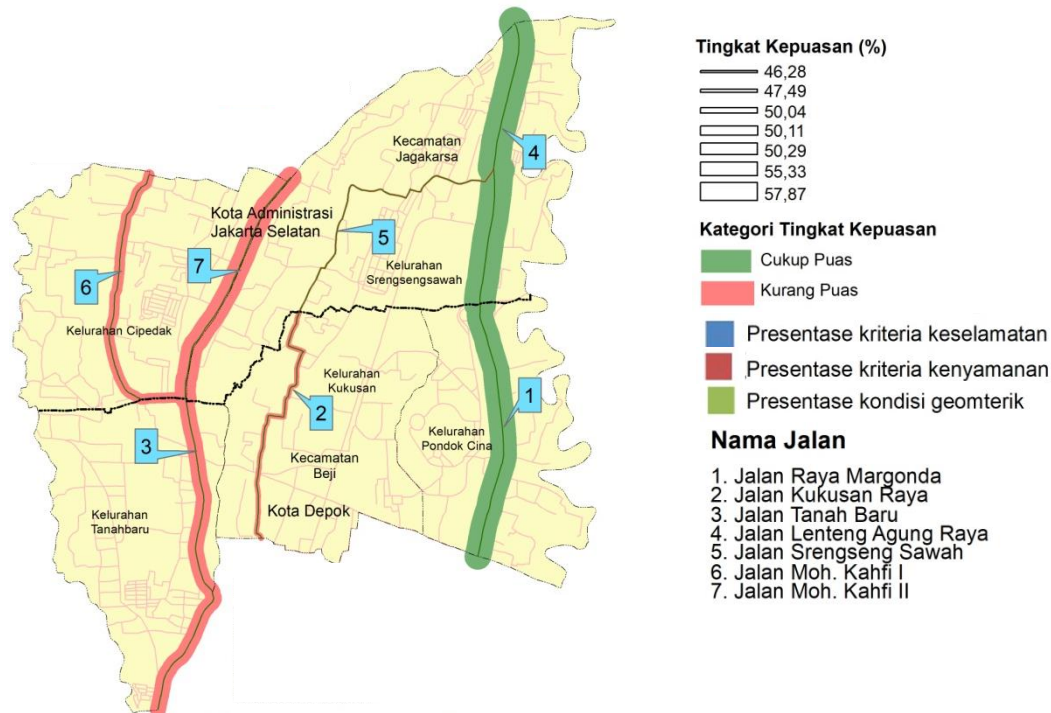 Kecamatan
Jagakarsa
4
Kota Administrasi
Jakarta Selatan
5
7
6
Kelurahan
Srengsengsawah
Kelurahan Cipedak
Kelurahan
Kukusan
2
1
3
Kelurahan
Pondok Cina
Kecamatan
Beji
Kota Depok
Kelurahan
Tanahbaru
Tingkat Kepuasan (%)
46,28
47,49
50,04
50,11
50,29
55,33
57,87
Kategori Tingkat Kepuasan
Cukup Puas
Kurang Puas
Presentase kriteria keselamatan
Presentase kriteria kenyamanan
Presentase kondisi geomterik
Nama Jalan
1. Jalan Raya Margonda
2. Jalan Kukusan Raya
3. Jalan Tanah Baru
4. Jalan Lenteng Agung Raya
5. Jalan Srengseng Sawah
6. Jalan Moh. Kahfi I
7. Jalan Moh. Kahfi II